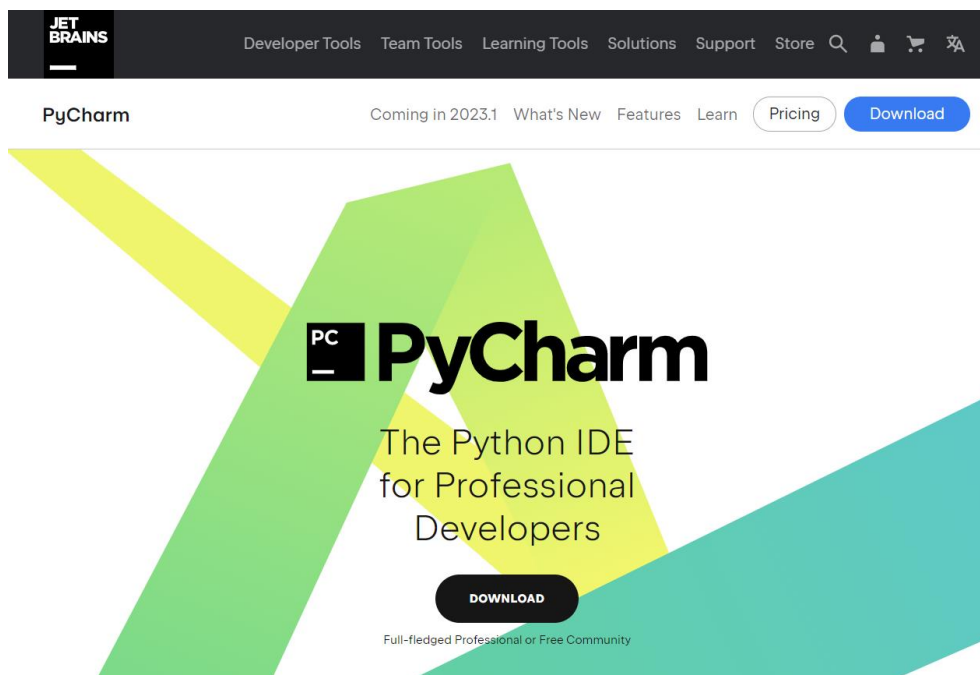 JET
BRAINS
Developer Tools Team Tools Learning Tools Solutions Support Store
PyCharm
Coming in 2023.1 What's New Features Learn Pricing Download
PC
PyCharm
The Python IDE
for Professional
Developers
DOWNLOAD
Full-fledged Professional or Free Community